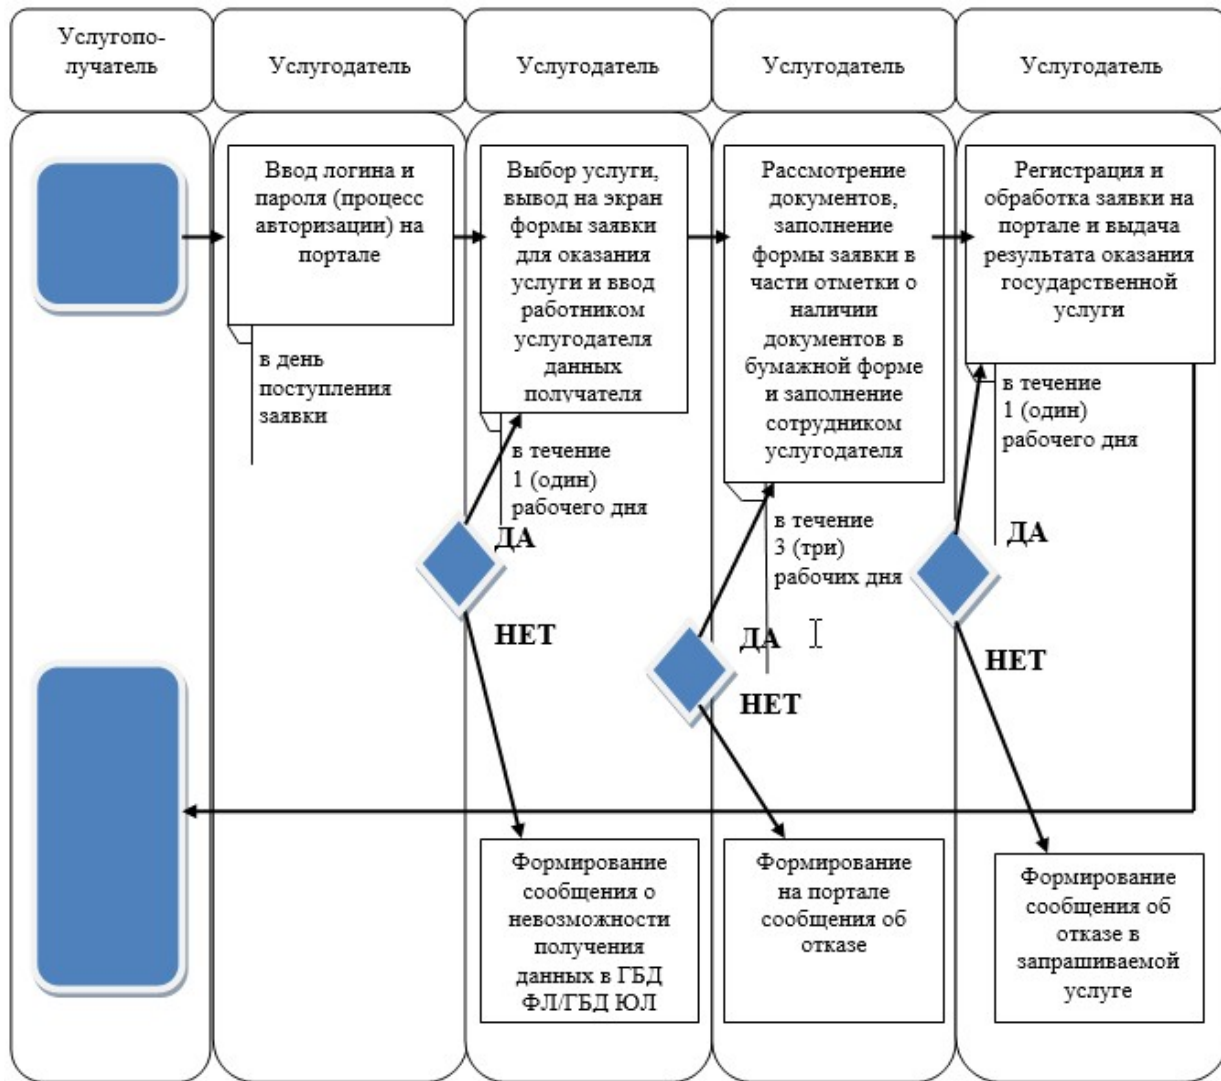 Услугопо-
лучатель
Услугодатель
Услугодатель
Услугодатель
Услугодатель
Ввод логина и
пароля (процесс
авторизации) на
портале
в день
поступления
заявки
Выбор услуги,
вывод на экран
формы заявки
для оказания
услуги и ввод
работником
услугодателя
данных
получателя
в течение
1 (один)
рабочего дня
ДА
НЕТ
Рассмотрение
документов,
заполнение
формы заявки в
части отметки о
наличии
документов в
бумажной форме
и заполнение
сотрудником
услугодателя
в течение
3 (три)
рабочих дня
ДА
НЕТ
Регистрация и
обработка заявки на
портале и выдача
результата оказания
государственной
услуги
в течение
1 (один)
рабочего дня
ДА
НЕТ
Формирование
сообщения о
невозможности
получения
данных в ГБД
ФЛ/ГБД ЮЛ
Формирование
на портале
сообщения об
отказе
Формирование
сообщения об
отказе в
запрашиваемой
услуге